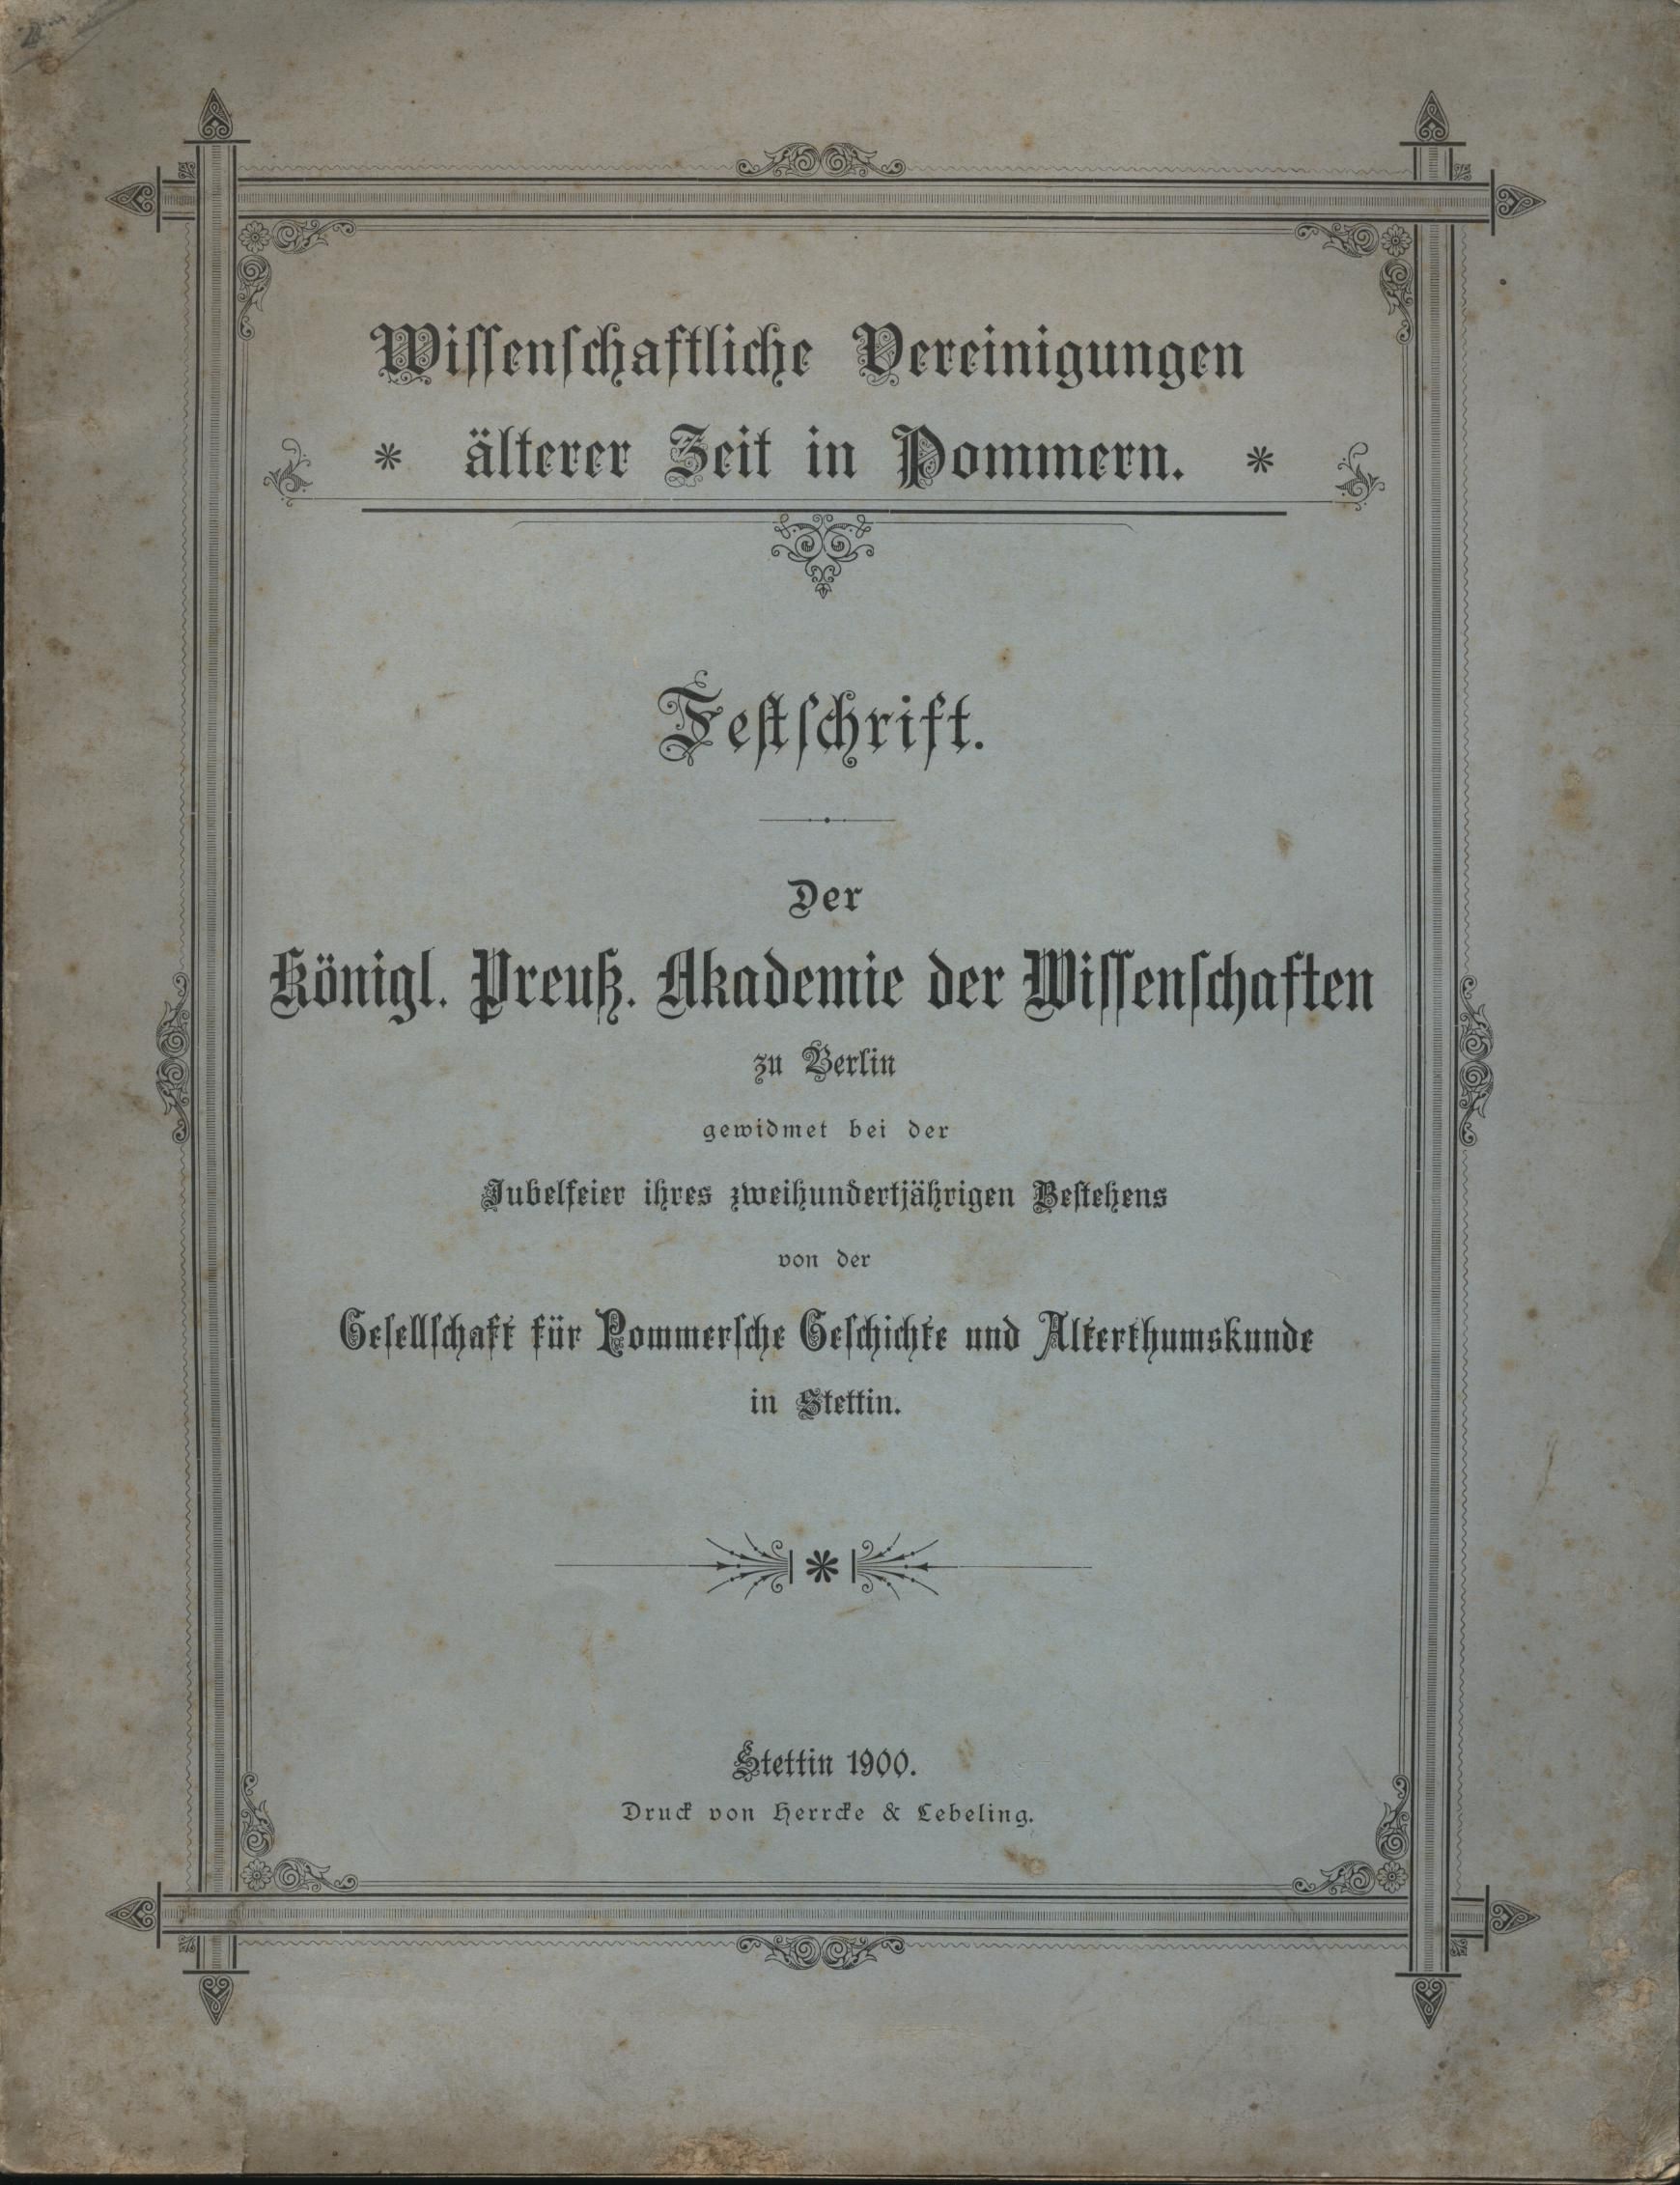 Wiſſenſchaftliche Vereinigungen
* älterer Zeit in Pommern. *
Feſtſchrift.
Der
Königl. Preuß. Akademie der Wiſſenſchaften
zu Berlin
gewidmet bei der
Jubelfeier ihres zweihundertjährigen Beſtehens
von der
Geſellſchaft für Pommerſche Geſchichte und Alterthumskunde
in Stettin.
*
Stettin 1900.
Druck von Herrcke & Lebeling.